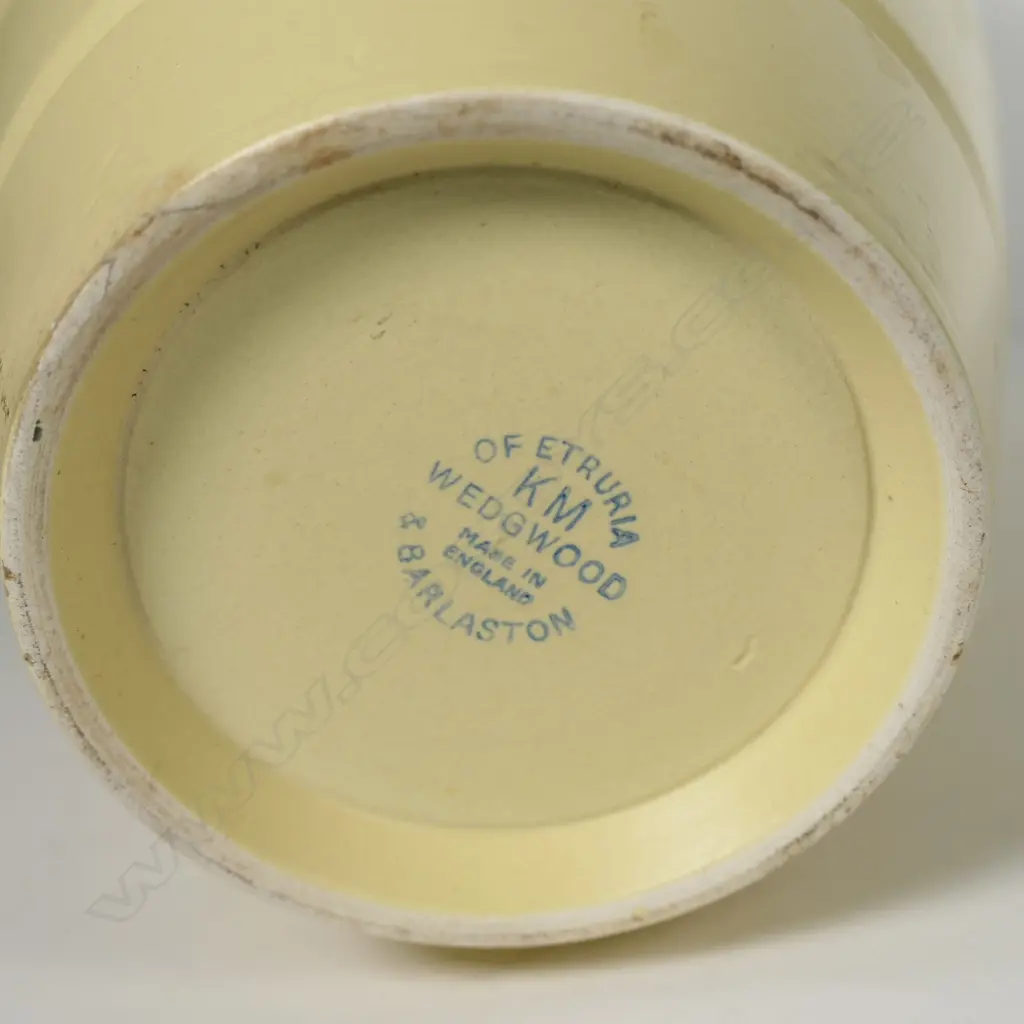 OF ETRURIA
KM
WEDGWOOD
MADE IN
ENGLAND
& BARLASTON